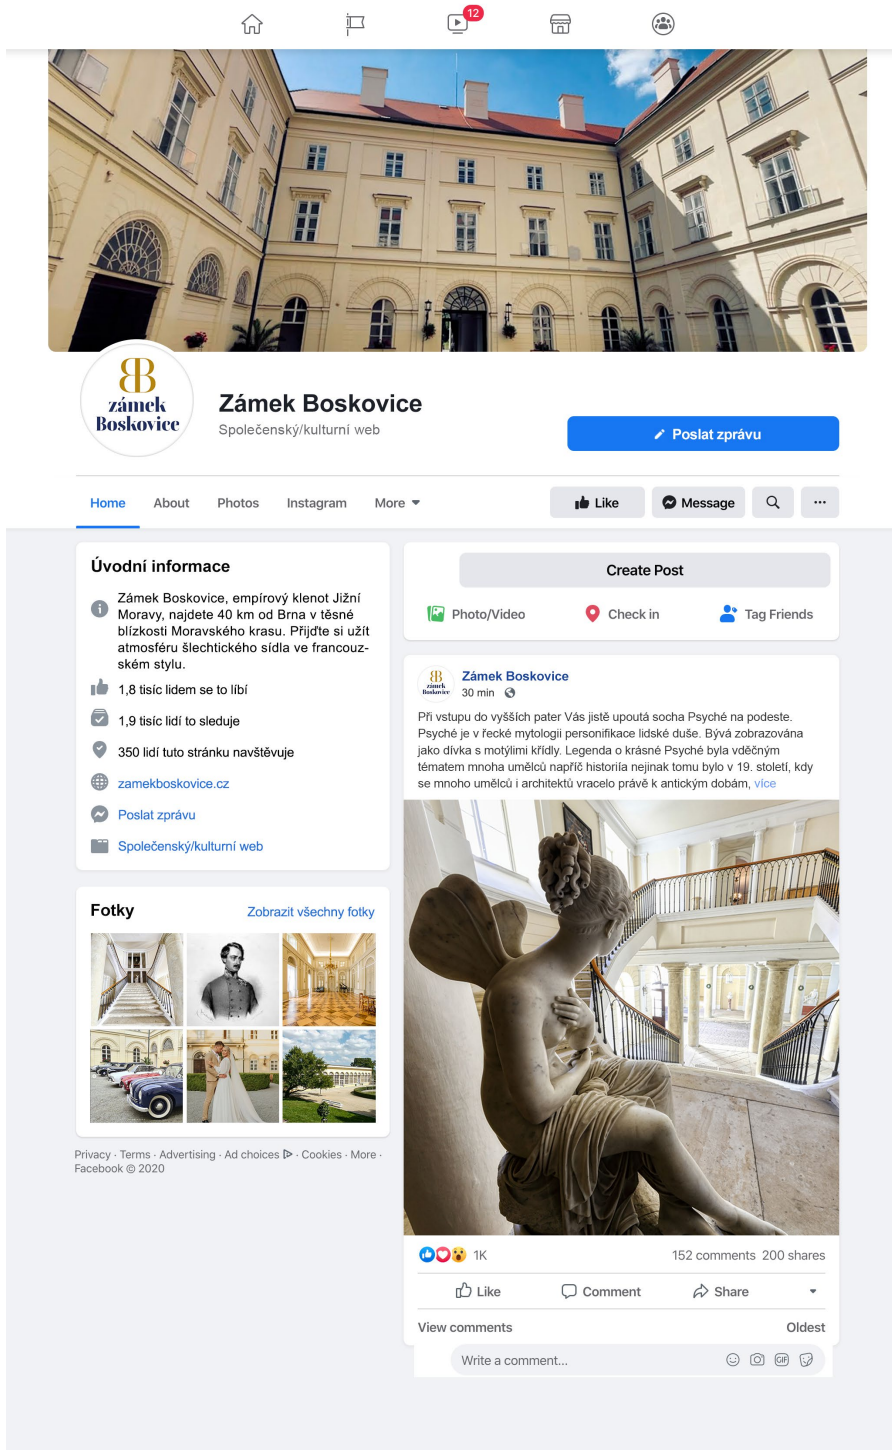 12
zámek
Boskovice
Zámek Boskovice
Společenský/kulturní web
Poslat zprávu
Home
About
Photos
Instagram
More
Like
Message
Úvodní informace
Zámek Boskovice, empírový klenot Jižní
Moravy, najdete 40 km od Brna v těsné
blízkosti Moravského krasu. Přijďte si užít
atmosféru šlechtického sídla ve francouz-
ském stylu.
1,8 tisíc lidem se to líbí
1,9 tisíc lidí to sleduje
350 lidí tuto stránku navštěvuje
zamekboskovice.cz
Poslat zprávu
Společenský/kulturní web
Fotky
Zobrazit všechny fotky
Privacy · Terms · Advertising · Ad choices · Cookies · More ·
Facebook © 2020
Create Post
Photo/Video
Check in
Tag Friends
zámek
Boskovice
Zámek Boskovice
30 min
Při vstupu do vyšších pater Vás jistě upoutá socha Psyché na podeste.
Psyché je v řecké mytologii personifikace lidské duše. Bývá zobrazována
jako dívka s motýlimi křídly. Legenda o krásné Psyché byla vděčným
tématem mnoha umělců napříč historiía nejinak tomu bylo v 19. století, kdy
se mnoho umělců i architektů vracelo právě k antickým dobám, více
1K
152 comments 200 shares
Like
Comment
Share
View comments
Oldest
Write a comment...
GIF